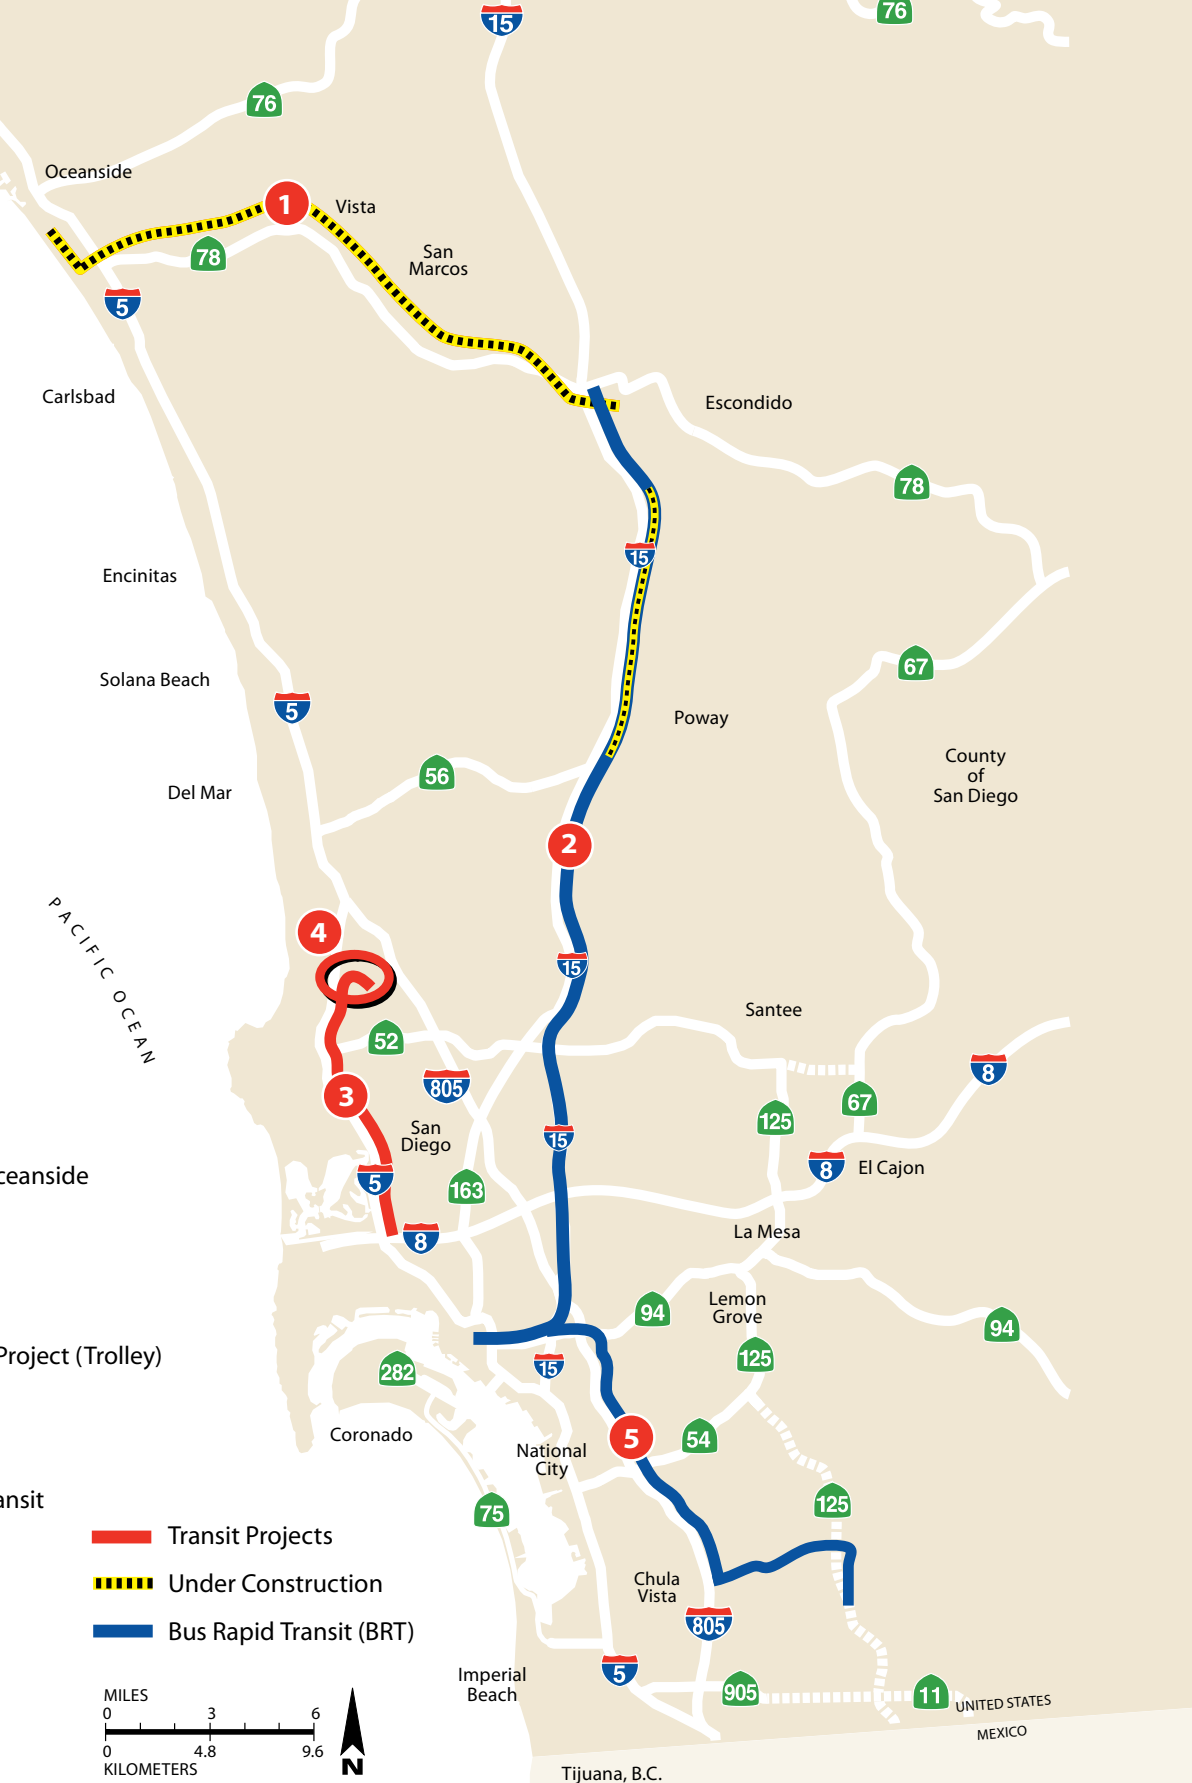 15
76
76
Oceanside
1
Vista
78
San
Marcos
5
Carlsbad
Escondido
78
15
Encinitas
67
Solana Beach
5
Poway
56
County
of
San Diego
Del Mar
2
PACIFIC OCEAN
4
15
Santee
52
8
805
3
67
125
San
Diego
15
8
El Cajon
ceanside
5
163
La Mesa
8
Lemon
Grove
94
94
Project (Trolley)
125
15
282
Coronado
5
54
National
City
ansit
125
75
Transit Projects
Under Construction
Chula
Vista
Bus Rapid Transit (BRT)
805
5
Imperial
Beach
905
11
UNITED STATES
MEXICO
MILES
0 3 6
0 4.8 9.6
KILOMETERS
N
Tijuana, B.C.